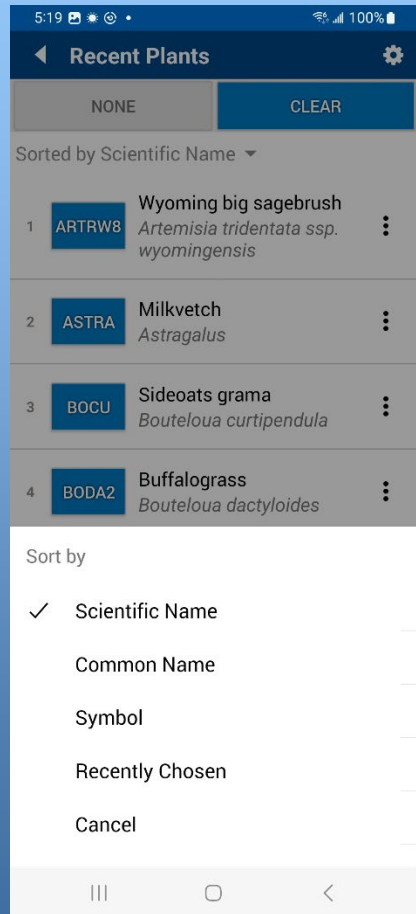 5:19
100%
Recent Plants
NONE
CLEAR
Sorted by Scientific Name
1
ARTRW8
Wyoming big sagebrush
Artemisia tridentata ssp.
wyomingensis
2
ASTRA
Milkvetch
Astragalus
3
BOCU
Sideoats grama
Bouteloua curtipendula
4
BODA2
Buffalograss
Bouteloua dactyloides
Sort by
Scientific Name
Common Name
Symbol
Recently Chosen
Cancel